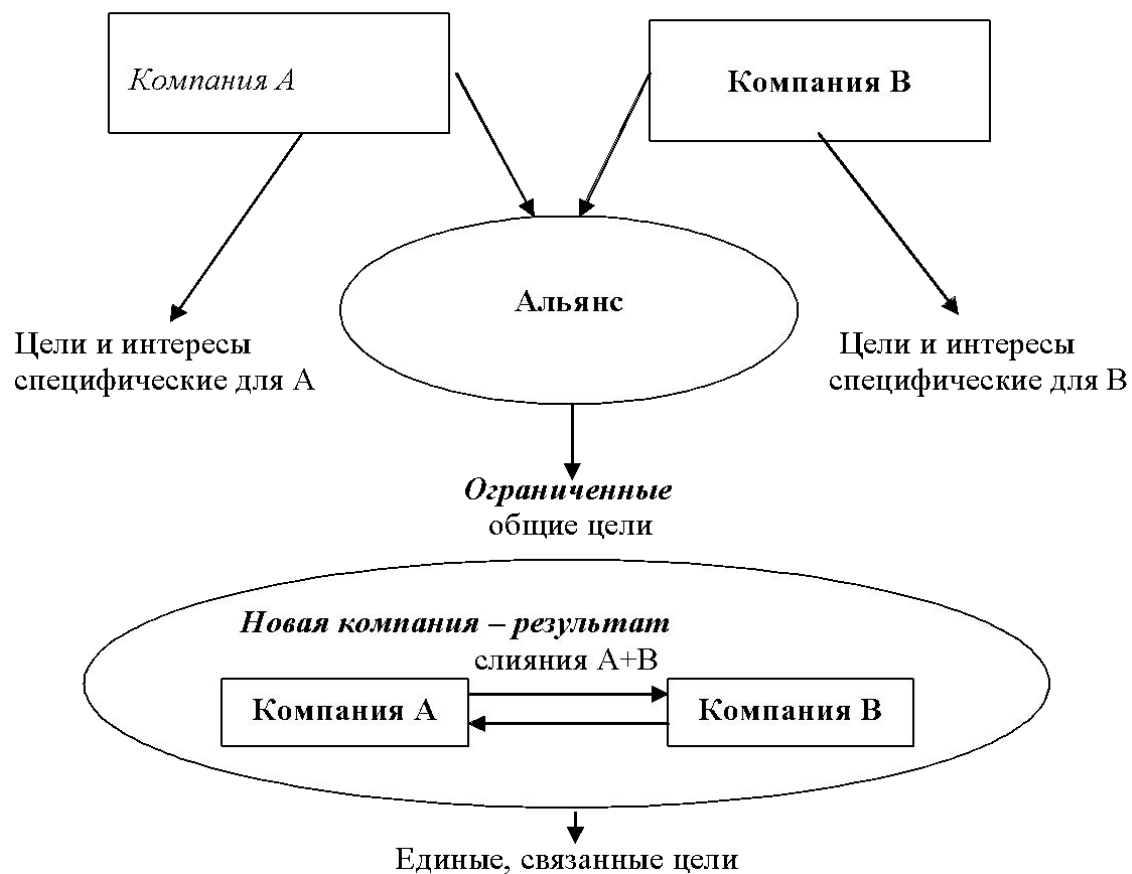 Компания А
Компания В
Альянс
Цели и интересы
специфические для А
Цели и интересы
специфические для В
Ограниченные
общие цели
Новая компания – результат
слияния А+В
Компания А
Компания В
Единые, связанные цели